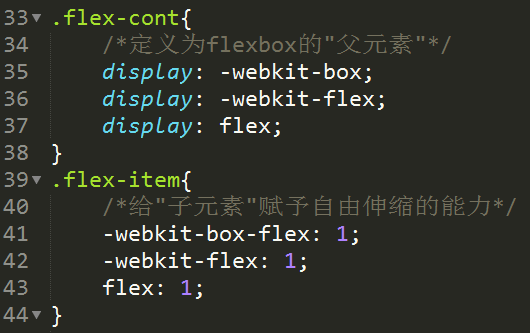 33 .flex-cont{
34 /*定义为flexbox的"父元素"*/
35 display: -webkit-box;
36 display: -webkit-flex;
37 display: flex;
38 }
39 .flex-item{
40 /*给"子元素"赋予自由伸缩的能力*/
41 -webkit-box-flex: 1;
42 -webkit-flex: 1;
43 flex: 1;
44 }